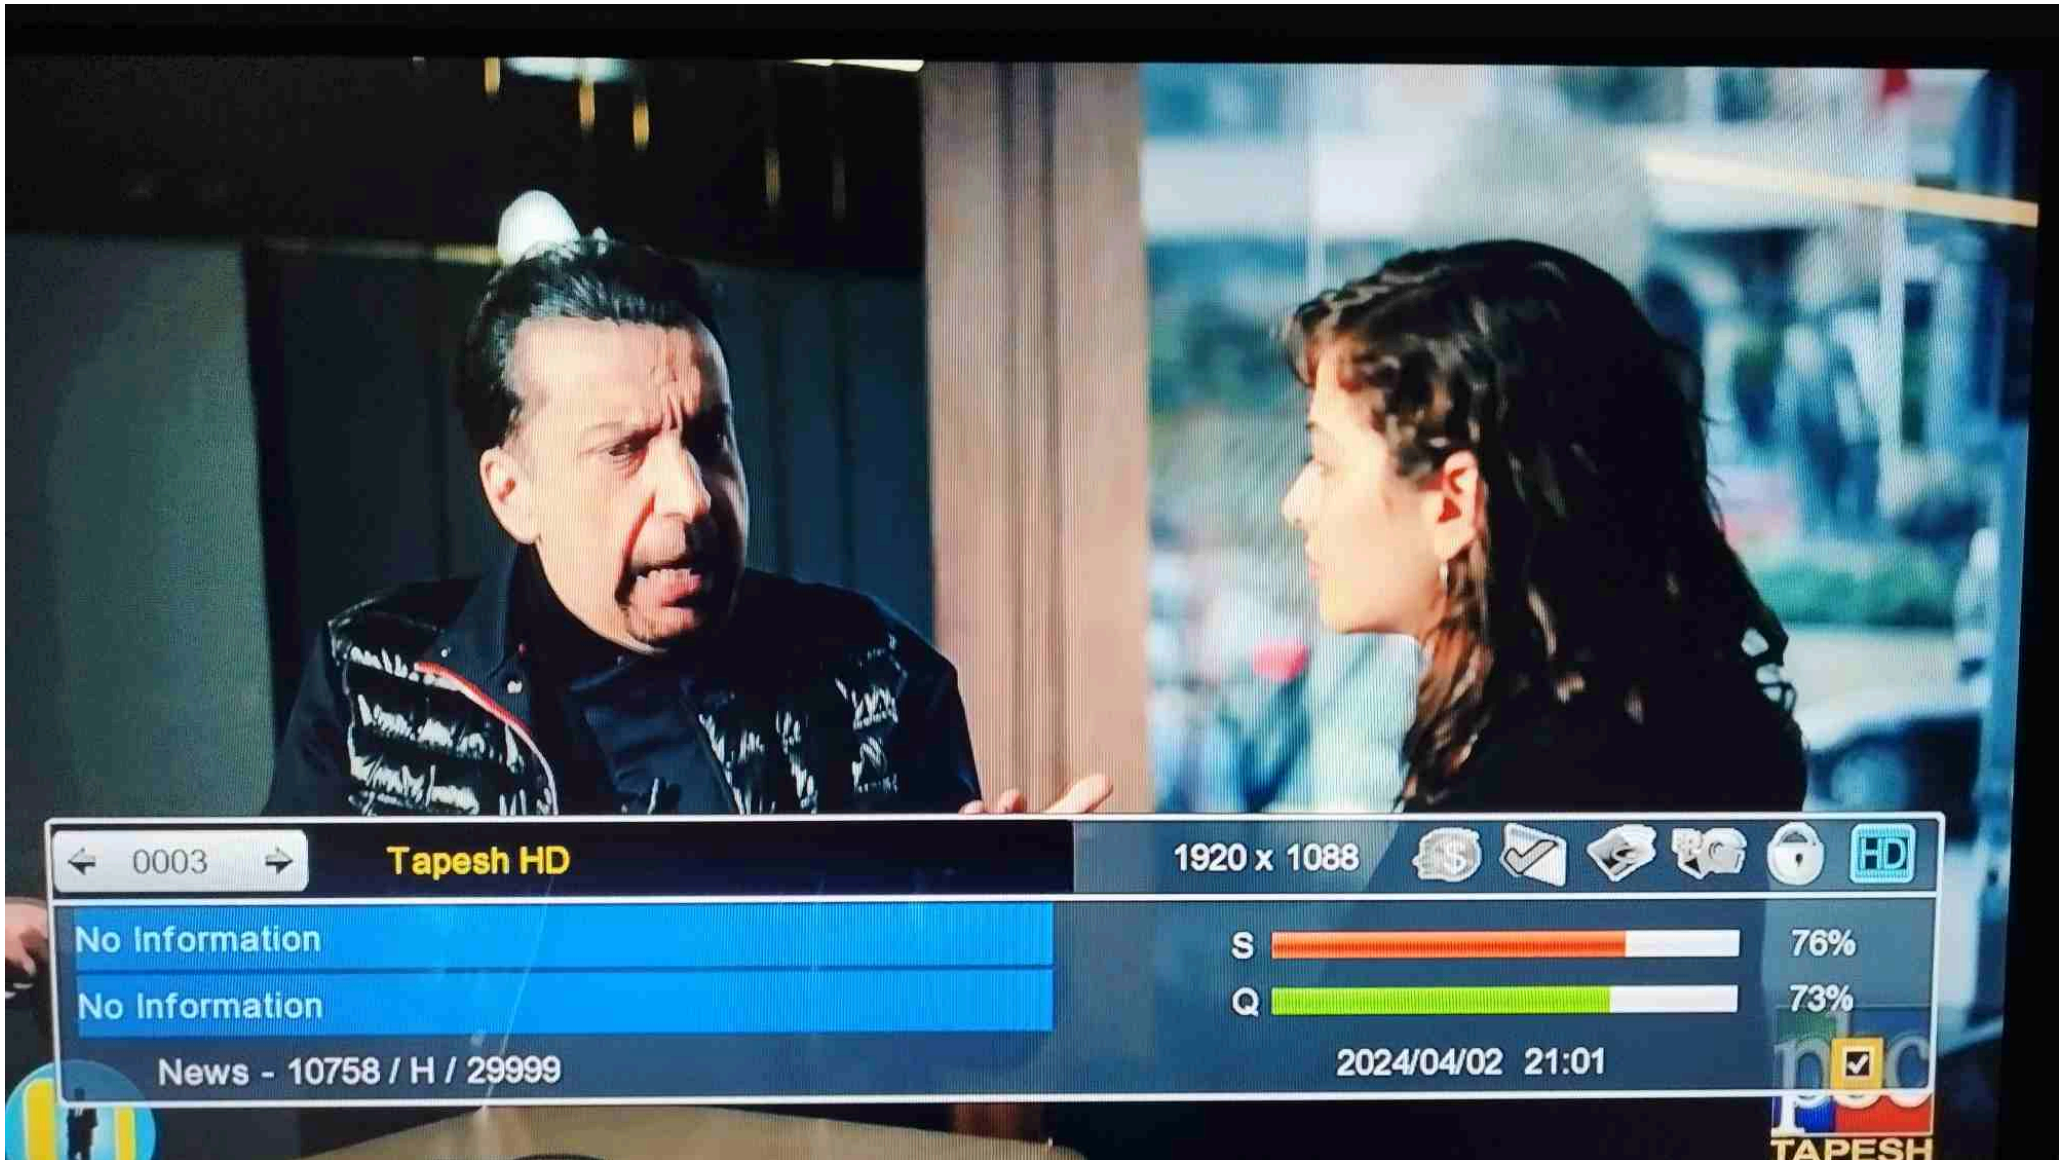 0003
Tapesh HD
1920 x 1088
$
HD
No Information
S 76%
No Information
Q 73%
News - 10758 / H / 29999
2024/04/02 21:01
TAPESH